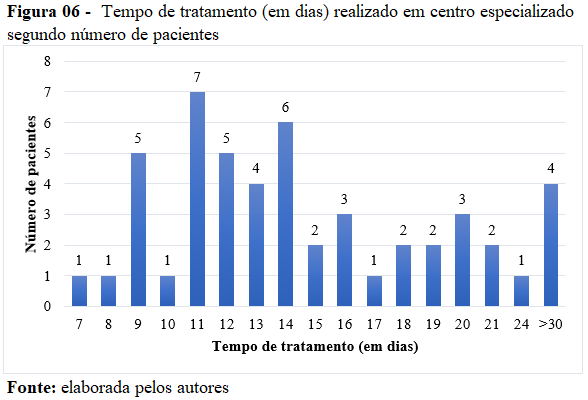 Figura 06 - Tempo de tratamento (em dias) realizado em centro especializado
segundo número de pacientes
8
7
6
5
4
3
2
1
0
Número de pacientes
1 1 5 1 7 5 4 6 2 3 1 2 2 3 2 1 4
7 8 9 10 11 12 13 14 15 16 17 18 19 20 21 24 >30
Tempo de tratamento (em dias)
Fonte: elaborada pelos autores